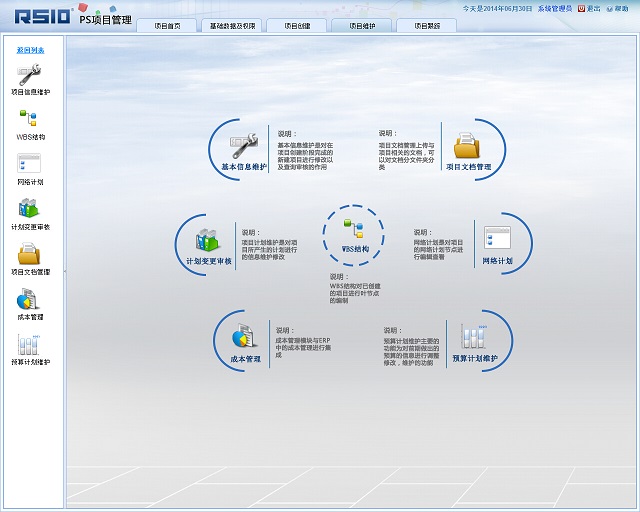 RSIO PS项目管理
今天是2014年06月30日 系统管理员 退出 帮助
项目首页 基础数据及权限 项目创建 项目维护 项目跟踪
返回列表
项目信息维护
WBS结构
网络计划
计划变更审核
项目文档管理
成本管理
预算计划维护
基本信息维护
说明：
基本信息维护是对在
项目创建阶段完成的
新建项目进行修改以
及查询审核的作用
说明：
项目文档管理上传与
项目相关的文档，可
以对文档分文件夹分
类
项目文档管理
计划变更审核
说明：
项目计划维护是对项
目所产生的计划进行
的信息维护修改
WBS结构
说明：
WBS结构对已创建
的项目进行叶节点
的编制
说明：
网络计划是对项目
的网络计划节点进
行编辑查看
网络计划
成本管理
说明：
成本管理模块与ERP
中的成本管理进行集
成
说明：
预算计划维护主要的
功能为对前期做出的
预算的信息进行调整
修改，维护的功能
预算计划维护